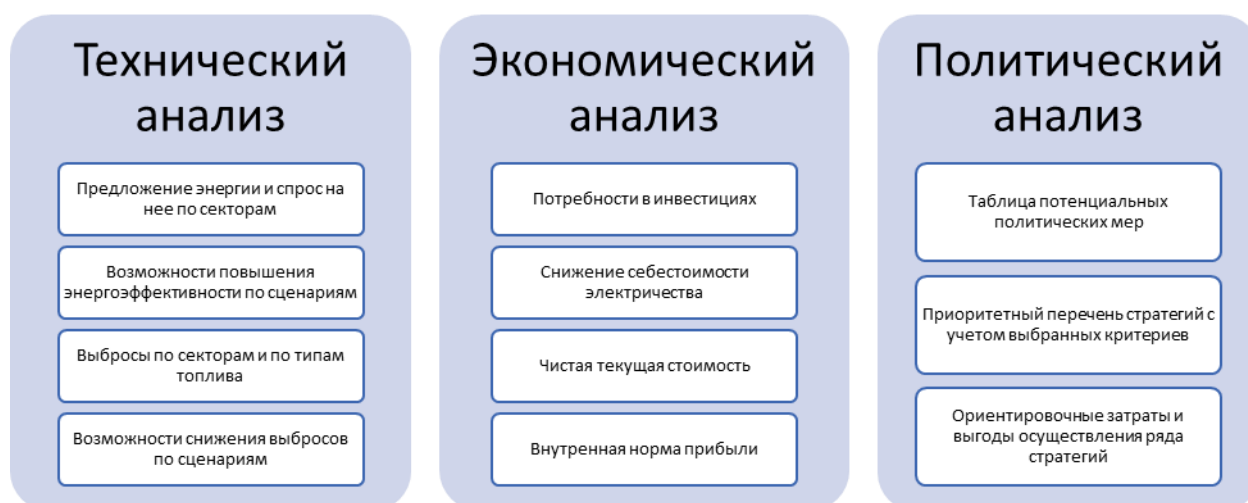 Технический
анализ
Предложение энергии и спрос на
нее по секторам
Возможности повышения
энергоэффективности по сценариям
Выбросы по секторам и по типам
топлива
Возможности снижения выбросов
по сценариям
Экономический
анализ
Потребности в инвестициях
Снижение себестоимости
электричества
Чистая текущая стоимость
Внутренная норма прибыли
Политический
анализ
Таблица потенциальных
политических мер
Приоритетный перечень стратегий с
учетом выбранных критериев
Ориентировочные затраты и
выгоды осуществления ряда
стратегий